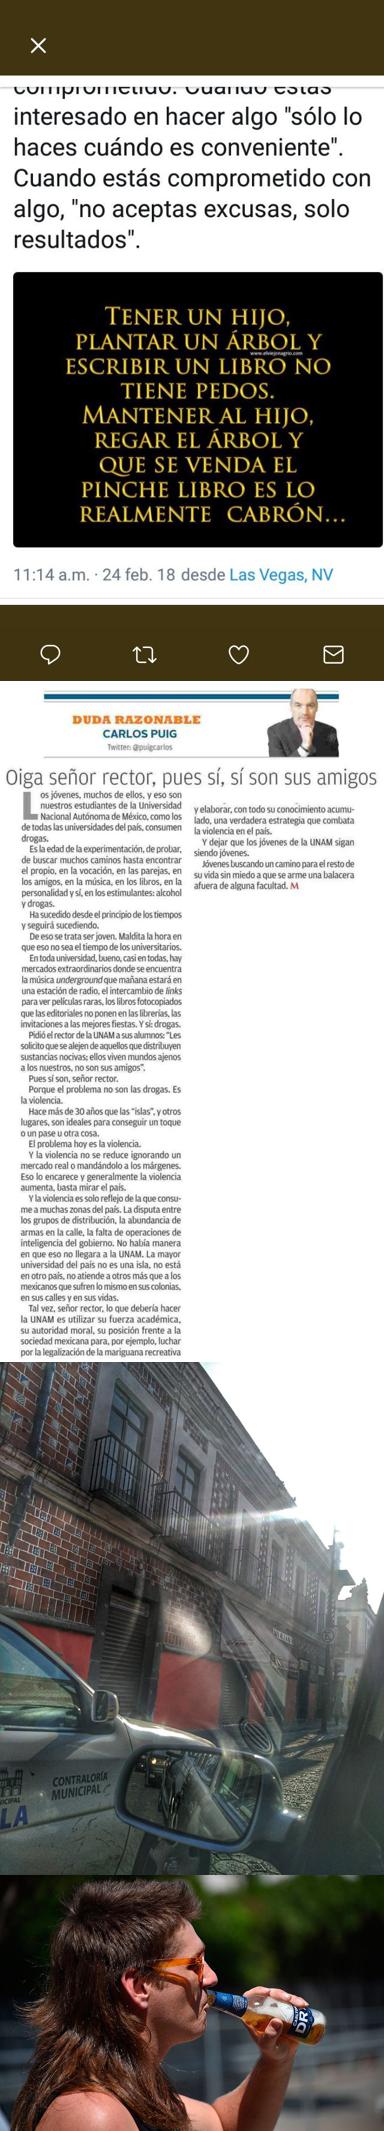 comprometido. Cuando estás
interesado en hacer algo "sólo lo
haces cuándo es conveniente".
Cuando estás comprometido con
algo, "no aceptas excusas, solo
resultados".
TENER UN HIJO,
PLANTAR UN ÁRBOL Y
www.elviejonegrio.com
ESCRIBIR UN LIBRO NO
TIENE PEDOS.
MANTENER AL HIJO,
REGAR EL ÁRBOL Y
QUE SE VENDA EL
PINCHE LIBRO ES LO
REALMENTE CABRÓN...
11:14 a.m. · 24 feb. 18 desde Las Vegas, NV
DUDA RAZONABLE
CARLOS PUIG
Twitter: @puigcarlos
Oiga señor rector, pues sí, sí son sus amigos
Los jóvenes, muchos de ellos, y eso son
nuestros estudiantes de la Universidad
Nacional Autónoma de México, como los
de todas las universidades del país, consumen
drogas.
Es la edad de la experimentación, de probar,
de buscar muchos caminos hasta encontrar
el propio, en la vocación, en las parejas, en
los amigos, en la música, en los libros, en la
personalidad y sí, en los estimulantes: alcohol
y drogas.
Ha sucedido desde el principio de los tiempos
y seguirá sucediendo.
De eso se trata ser joven. Maldita la hora en
que eso no sea el tiempo de los universitarios.
En toda universidad, bueno, casi en todas, hay
mercados extraordinarios donde se encuentra
la música underground que mañana estará en
una estación de radio, el intercambio de links
para ver películas raras, los libros fotocopiados
que las editoriales no ponen en las librerías, las
invitaciones a las mejores fiestas. Y sí: drogas.
Pidió el rector de la UNAM a sus alumnos: "Les
solicito que se alejen de aquellos que distribuyen
sustancias nocivas; ellos viven mundos ajenos
a los nuestros, no son sus amigos".
Pues sí son, señor rector.
Porque el problema no son las drogas. Es
la violencia.
Hace más de 30 años que las "islas", y otros
lugares, son ideales para conseguir un toque
o un pase u otra cosa.
El problema hoy es la violencia.
Y la violencia no se reduce ignorando un
mercado real o mandándolo a los márgenes.
Eso lo encarece y generalmente la violencia
aumenta, basta mirar el país.
Y la violencia es solo reflejo de la que consu-
me a muchas zonas del país. La disputa entre
los grupos de distribución, la abundancia de
armas en la calle, la falta de operaciones de
inteligencia del gobierno. No había manera
en que eso no llegara a la UNAM. La mayor
universidad del país no es una isla, no está
en otro país, no atiende a otros más que a los
mexicanos que sufren lo mismo en sus colonias,
en sus calles y en sus vidas.
Tal vez, señor rector, lo que debería hacer
la UNAM es utilizar su fuerza académica,
su autoridad moral, su posición frente a la
sociedad mexicana para, por ejemplo, luchar
por la legalización de la mariguana recreativa
y elaborar, con todo su conocimiento acumu-
lado, una verdadera estrategia que combata
la violencia en el país.
Y dejar que los jóvenes de la UNAM sigan
siendo jóvenes.
Jóvenes buscando un camino para el resto de
su vida sin miedo a que se arme una balacera
afuera de alguna facultad. M
CONTRALORÍA
MUNICIPAL
LA
DR